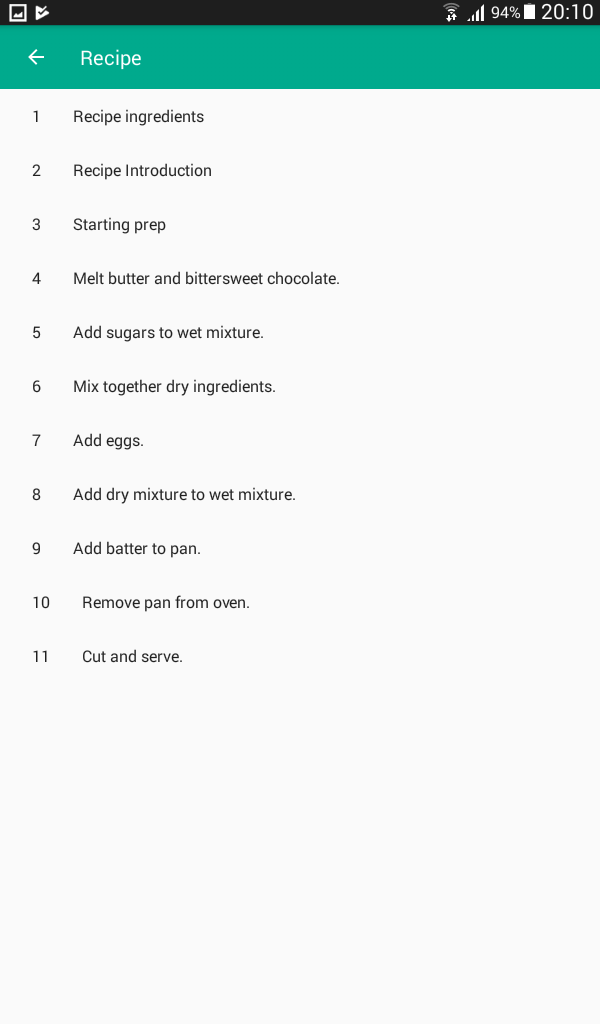 94% 20:10
Recipe
1 Recipe ingredients
2 Recipe Introduction
3 Starting prep
4 Melt butter and bittersweet chocolate.
5 Add sugars to wet mixture.
6 Mix together dry ingredients.
7 Add eggs.
8 Add dry mixture to wet mixture.
9 Add batter to pan.
10 Remove pan from oven.
11 Cut and serve.